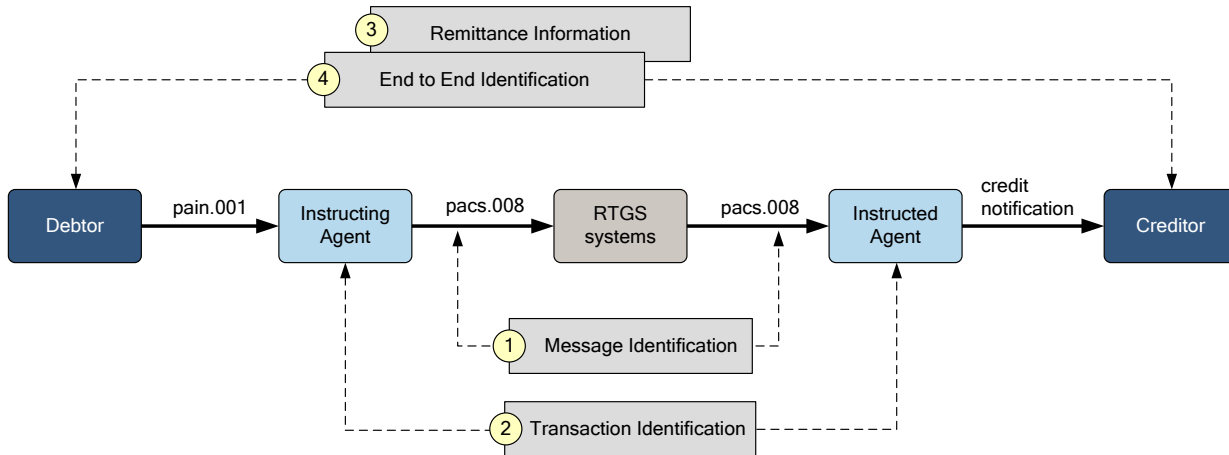 3
Remittance Information
4
End to End Identification
Debtor
pain.001
Instructing
Agent
pacs.008
RTGS
systems
pacs.008
Instructed
Agent
credit
notification
Creditor
1
Message Identification
2
Transaction Identification